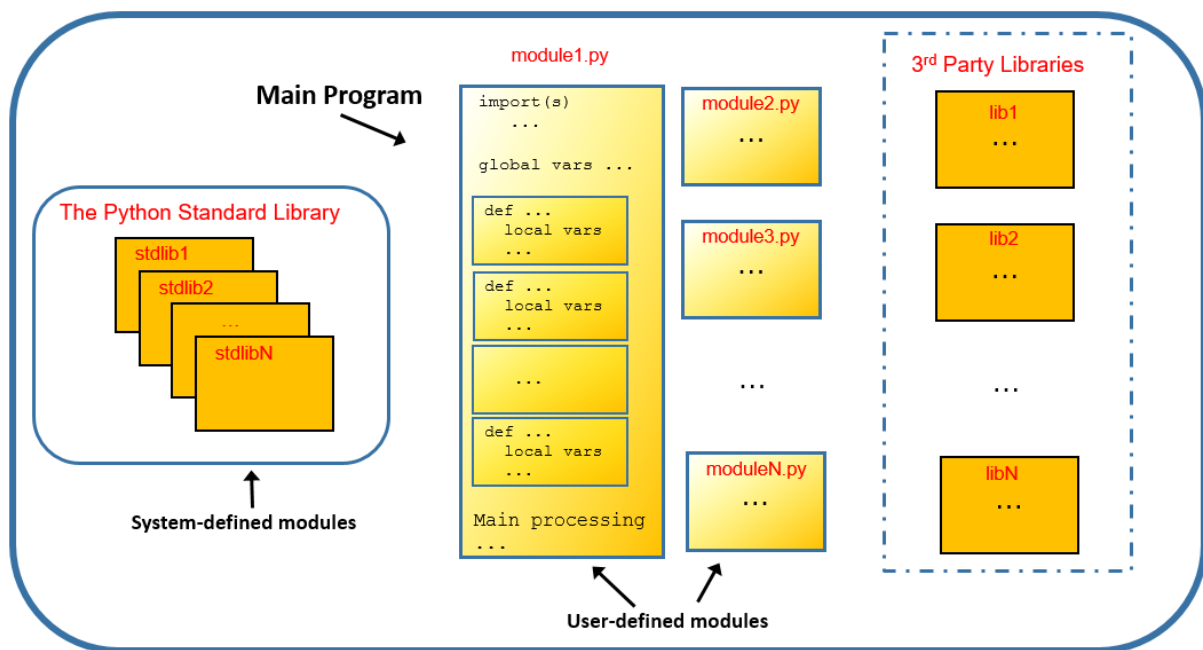 module1.py
Main Program
import(s)
...
global vars ...
def ...
local vars
...
def ...
local vars
...
...
def ...
local vars
...
Main processing
...
module2.py
...
module3.py
...
...
moduleN.py
...
3rd Party Libraries
lib1
...
lib2
...
...
libN
...
The Python Standard Library
stdlib1
stdlib2
...
stdlibN
System-defined modules
User-defined modules